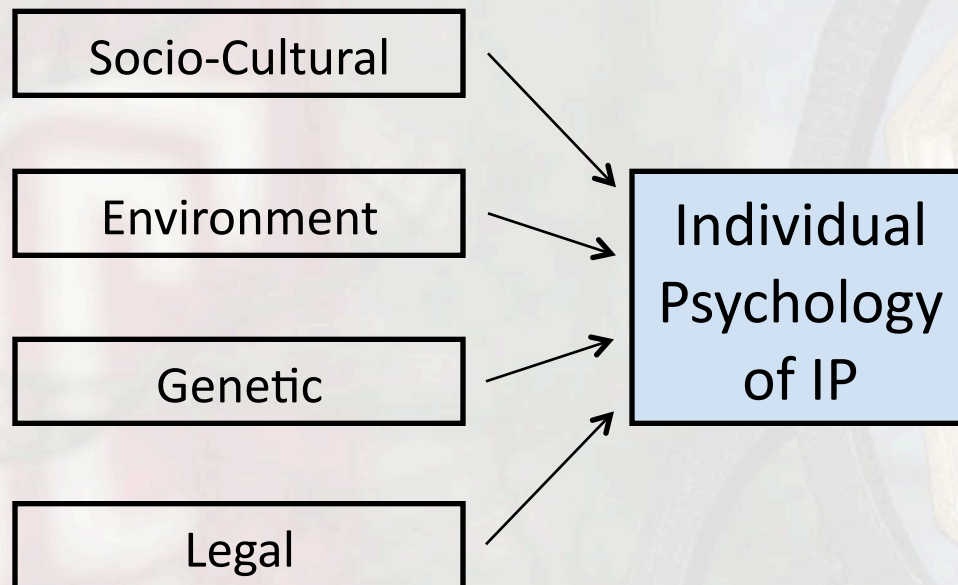 Socio-Cultural
Environment
Genetic
Legal
Individual
Psychology
of IP